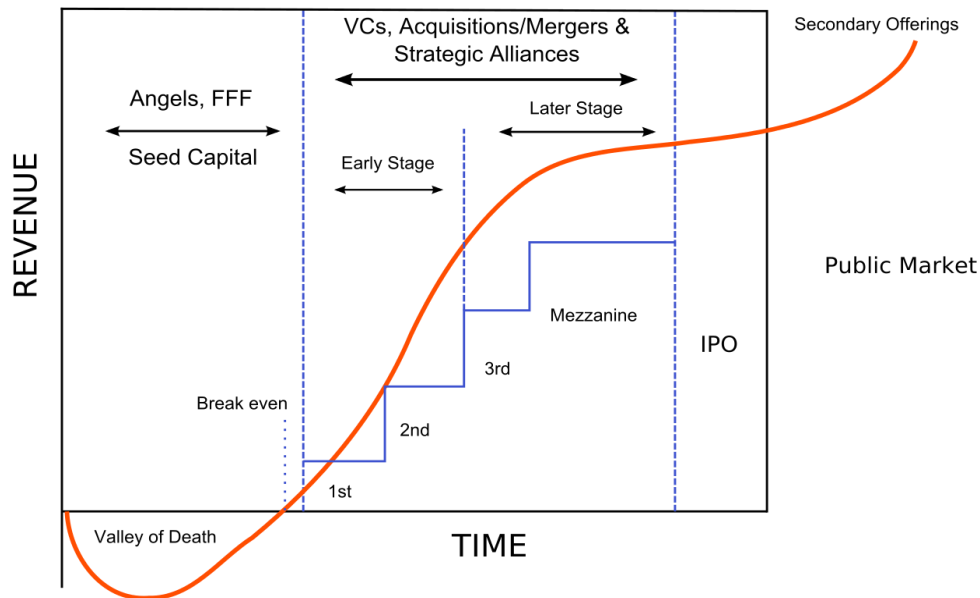 VCs, Acquisitions/Mergers &
Strategic Alliances
Secondary Offerings
Angels, FFF
Seed Capital
Later Stage
Early Stage
REVENUE
Public Market
Mezzanine
IPO
3rd
Break even
2nd
1st
Valley of Death
TIME